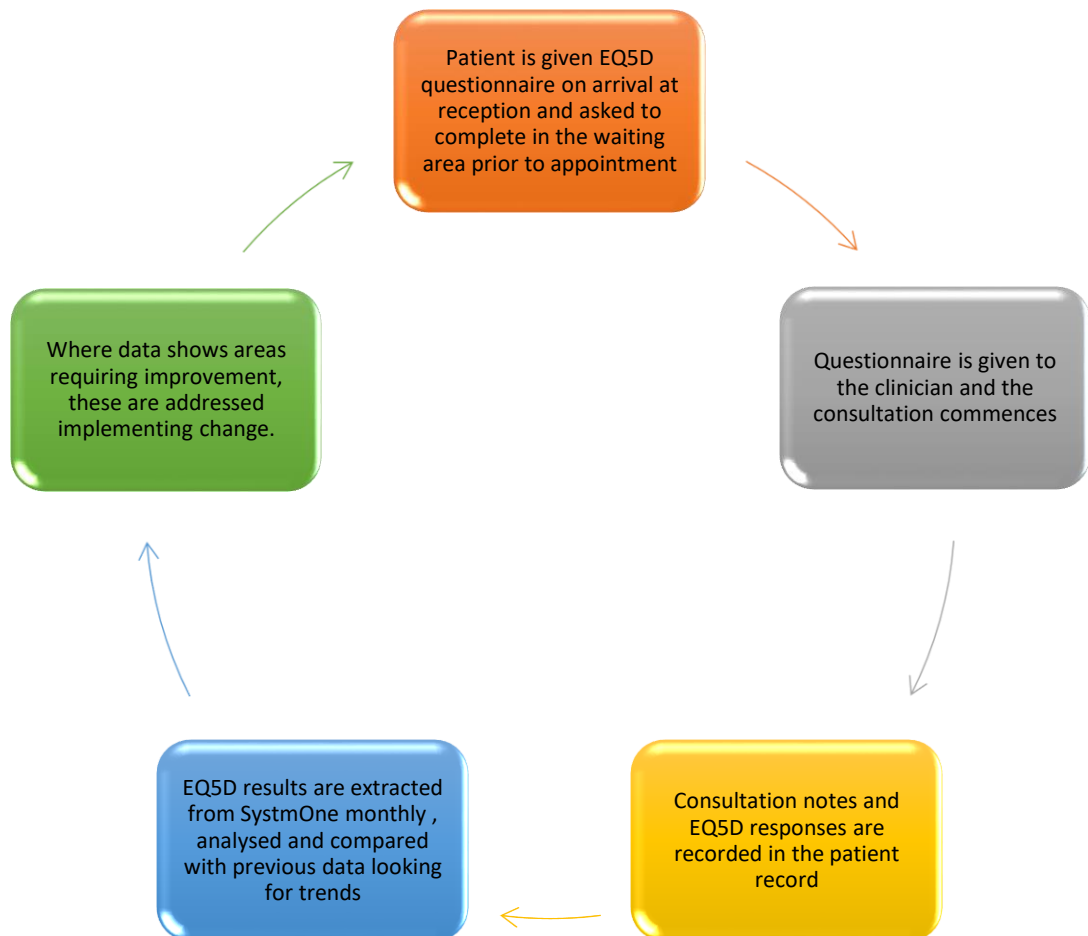 Patient is given EQ5D
questionnaire on arrival at
reception and asked to
complete in the waiting
area prior to appointment
Questionnaire is given to
the clinician and the
consultation commences
Consultation notes and
EQ5D responses are
recorded in the patient
record
EQ5D results are extracted
from SystmOne monthly ,
analysed and compared
with previous data looking
for trends
Where data shows areas
requiring improvement,
these are addressed
implementing change.